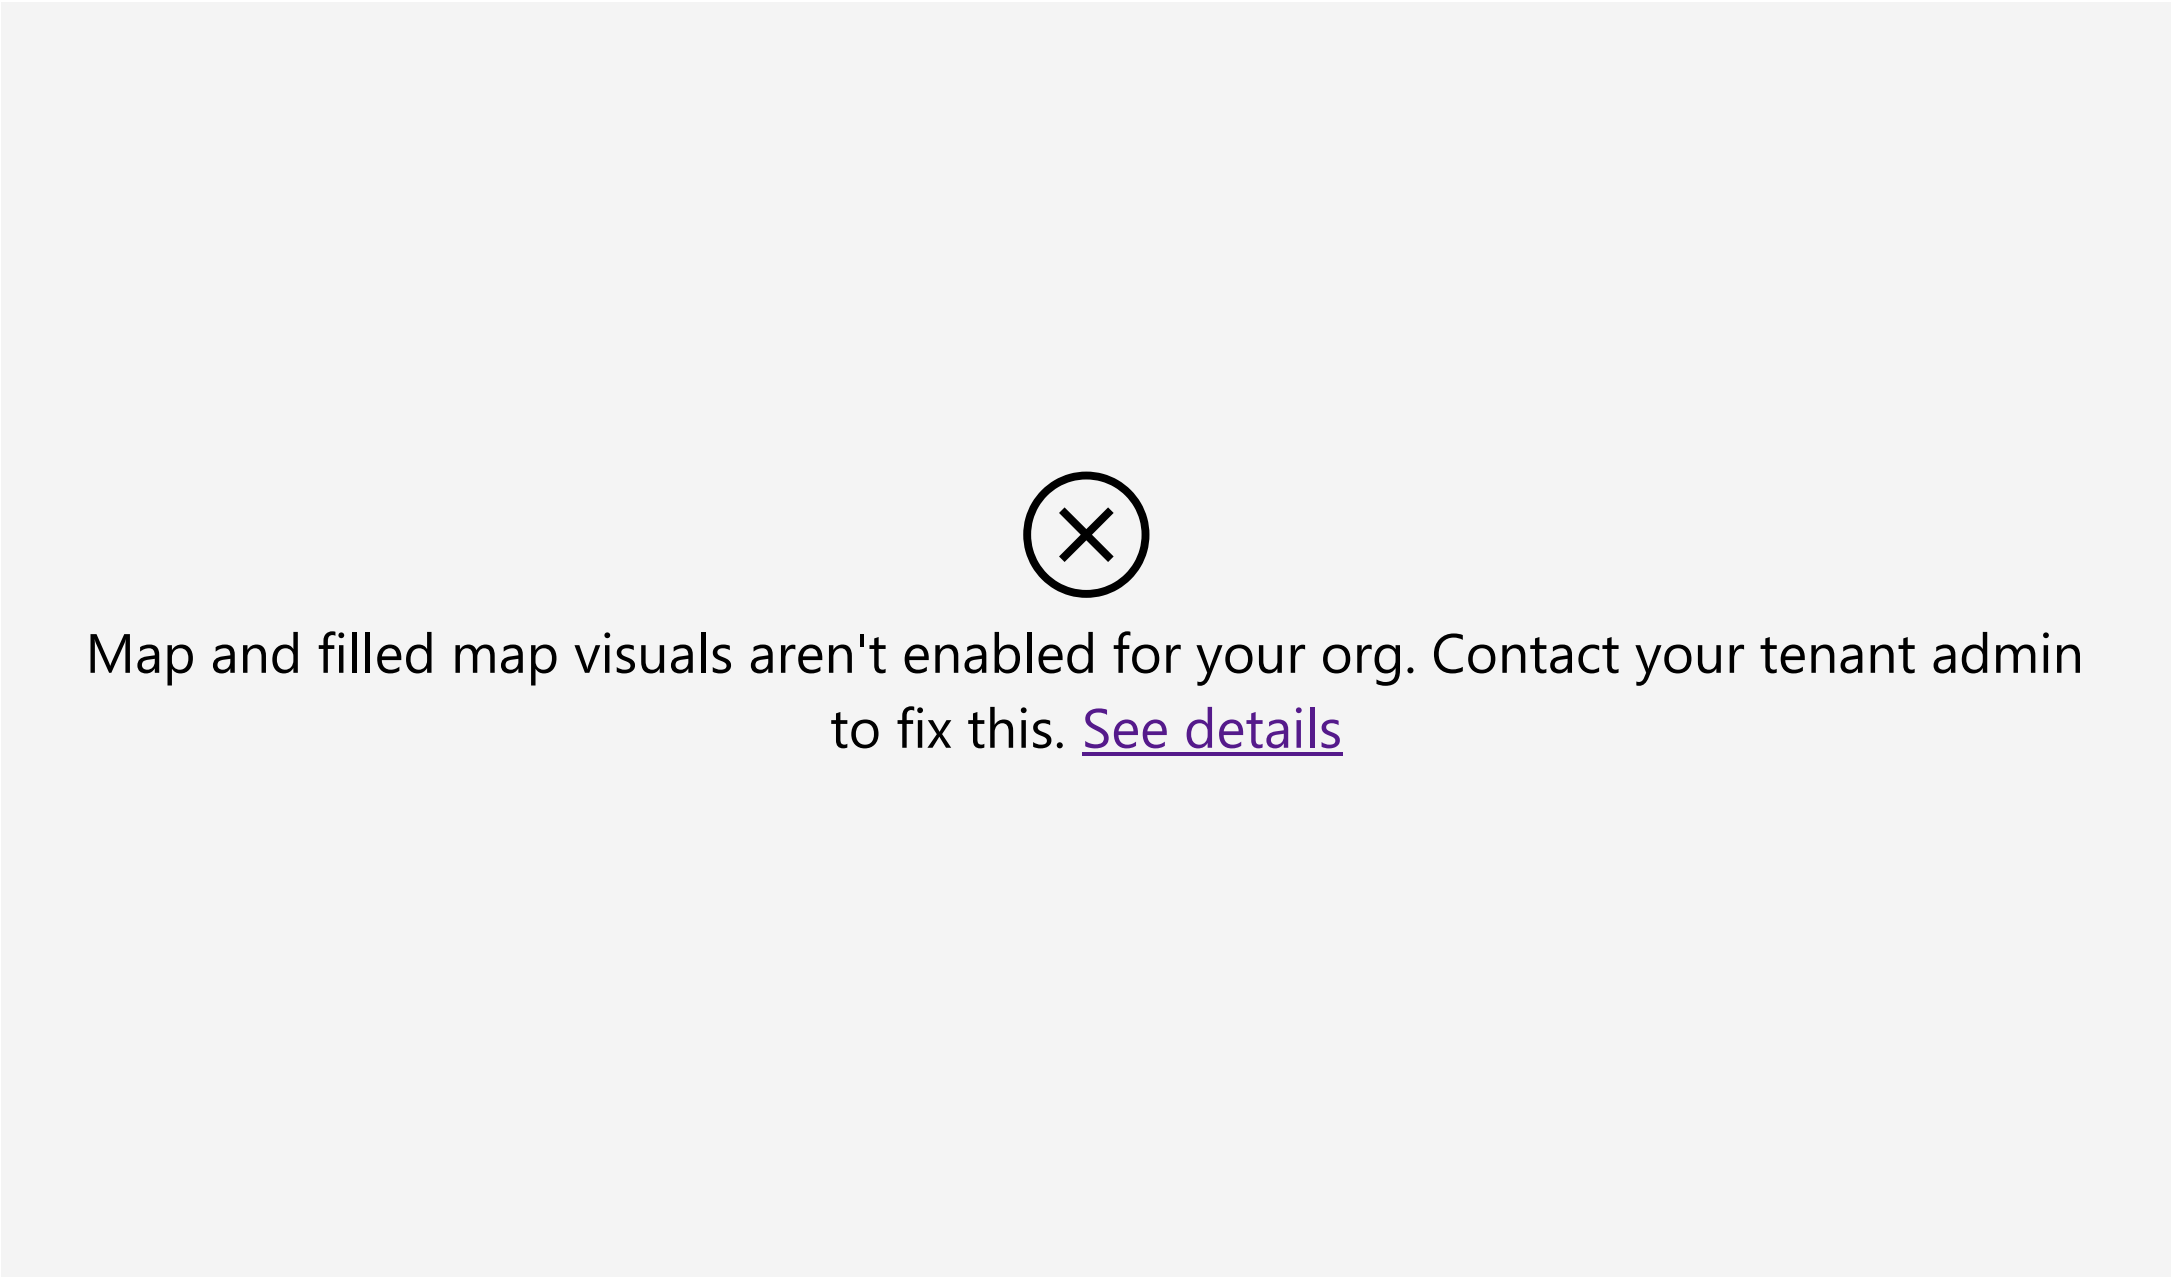 Map and filled map visuals aren't enabled for your org. Contact your tenant admin
to fix this. See details